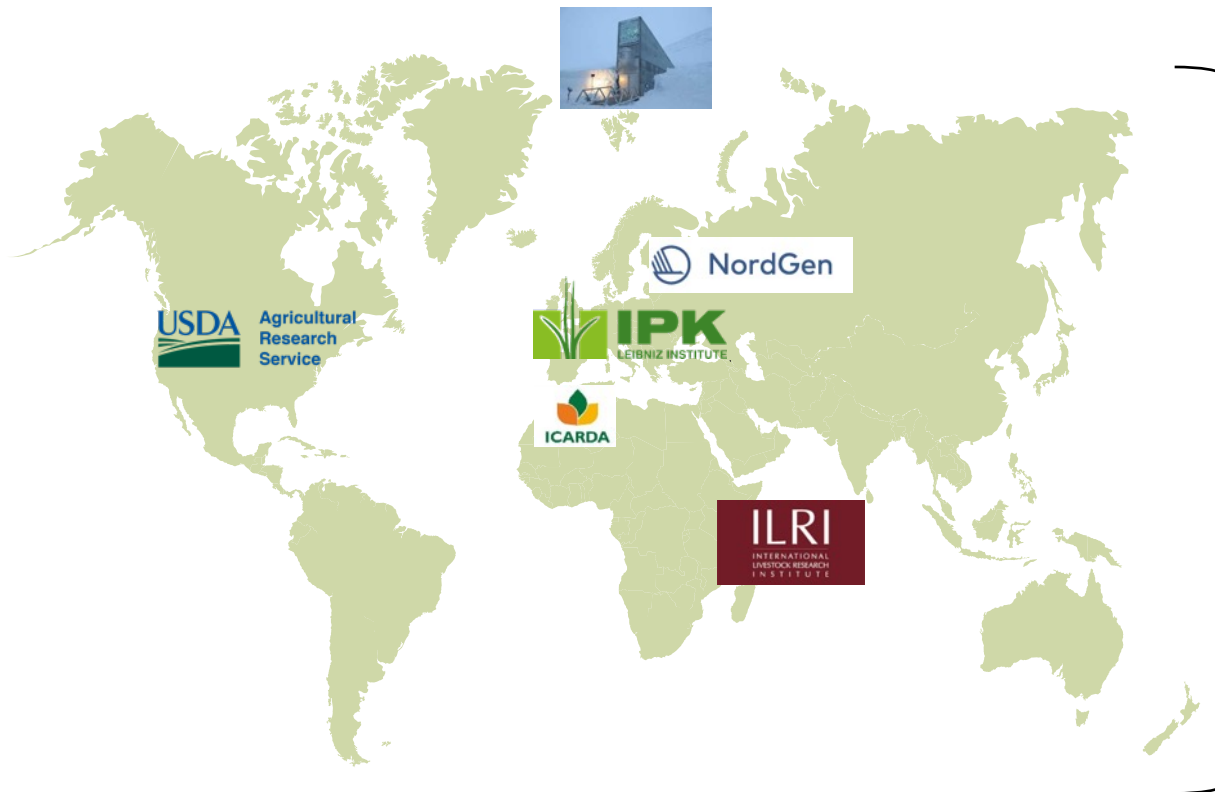 NordGen
USDA
Agricultural
Research
Service
IPK
LEIBNIZ INSTITUTE
ICARDA
ILRI
INTERNATIONAL
LIVESTOCK RESEARCH
INSTITUTE